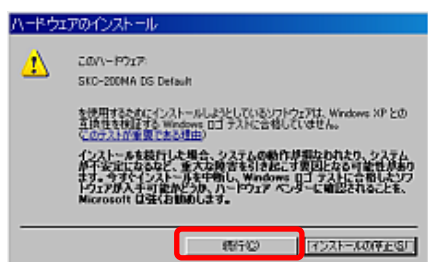 ハードウェアのインストール
このハードウェア:
SKO-200MA DS Default
を使用するためにインストールしようとしているソフトウェアは、Windows XP との
互換性を検証する Windows ロゴ テストに合格していません。
(このテストが重要である理由)
インストールを続行した場合、システムの動作が損なわれたり、システム
が不安定になるなど、重大な障害を引き起こす要因となる可能性があり
ます。今すぐインストールを中断し、Windows ロゴ テストに合格したソフ
トウェアが入手可能かどうか、ハードウェア ベンダーに確認されることを、
Microsoft は強くお勧めします。
続行(C)
インストールの停止(S)